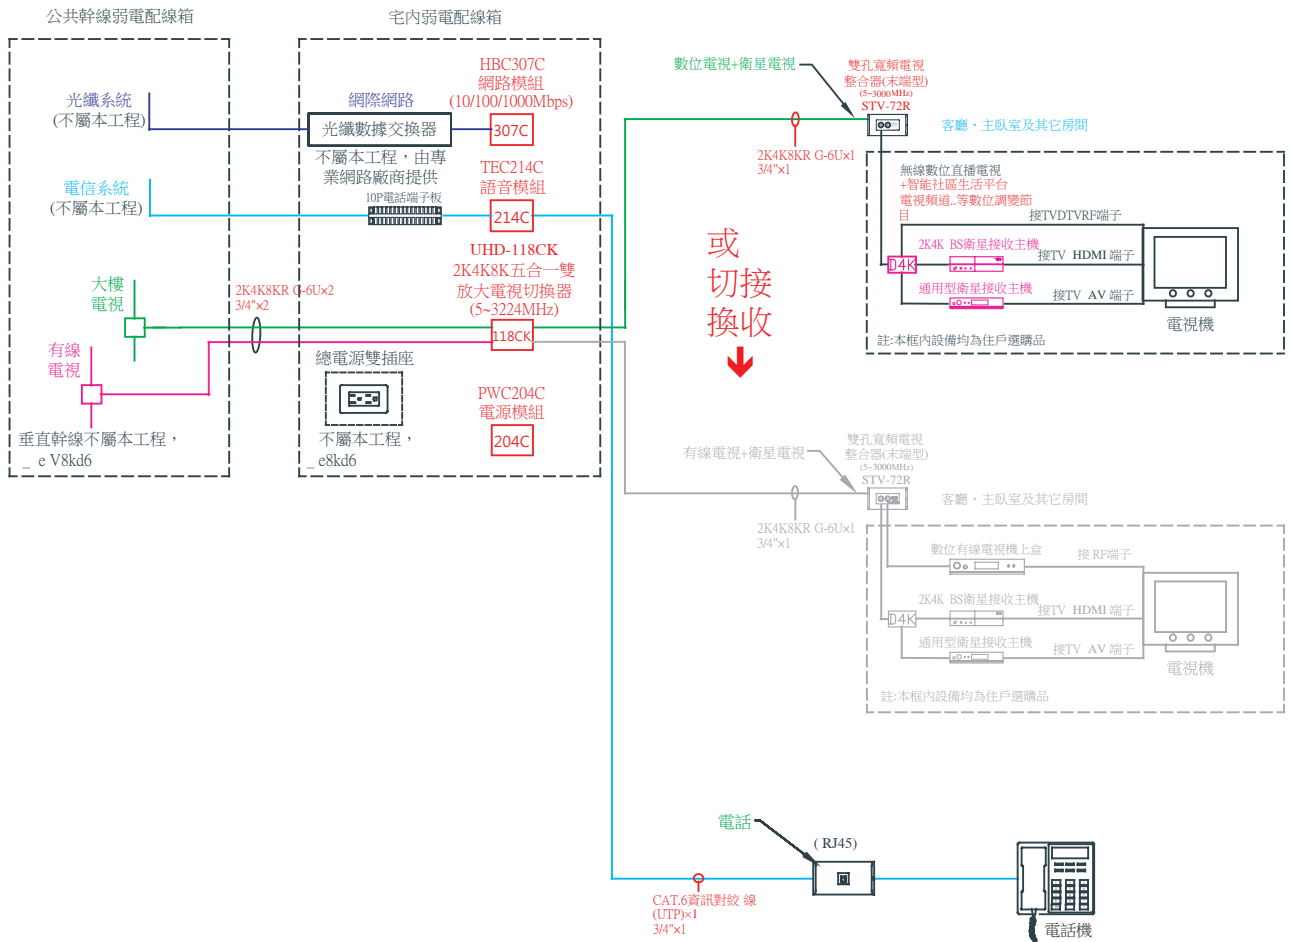 公共幹線弱電配線箱
宅內弱電配線箱
光纖系統
(不屬本工程)
電信系統
(不屬本工程)
大樓
電視
有線
電視
2K4K8KR G-6U×2
3/4"×2
垂直幹線不屬本工程，
_ e V8kd6
網際網路
光纖數據交換器
不屬本工程，由專
業網路廠商提供
10P電話端子板
HBC307C
網路模組
(10/100/1000Mbps)
307C
TEC214C
語音模組
214C
UHD-118CK
2K4K8K五合一雙
放大電視切換器
(5~3224MHz)
118CK
總電源雙插座
不屬本工程，
_ e8kd6
PWC204C
電源模組
204C
數位電視+衛星電視
2K4K8KR G-6U×1
3/4"×1
雙孔寬頻電視
整合器(末端型)
(5~3000MHz)
STV-72R
客廳、主臥室及其它房間
無線數位直播電視
+智能社區生活平台
電視頻道..等數位調變節
目
接TVDTVRF端子
2K4K BS衛星接收主機
接TV HDMI 端子
D4K
通用型衛星接收主機
接TV AV 端子
電視機
註:本框內設備均為住戶選購品
或
切接
換收
有線電視+衛星電視
2K4K8KR G-6U×1
3/4"×1
雙孔寬頻電視
整合器(末端型)
(5~3000MHz)
STV-72R
客廳、主臥室及其它房間
數位有線電視機上盒
接 RF端子
2K4K BS衛星接收主機
接TV HDMI 端子
D4K
通用型衛星接收主機
接TV AV 端子
電視機
註:本框內設備均為住戶選購品
電話
( RJ45)
CAT.6資訊對絞 線
(UTP)×1
3/4"×1
電話機